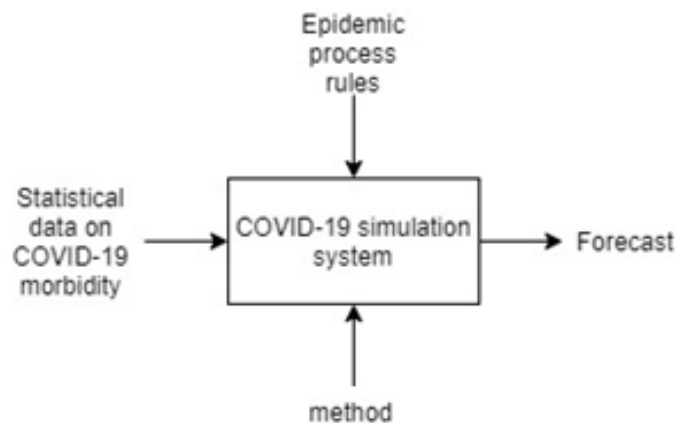 Epidemic
process
rules
Statistical
data on
COVID-19
morbidity
COVID-19 simulation
system
Forecast
method